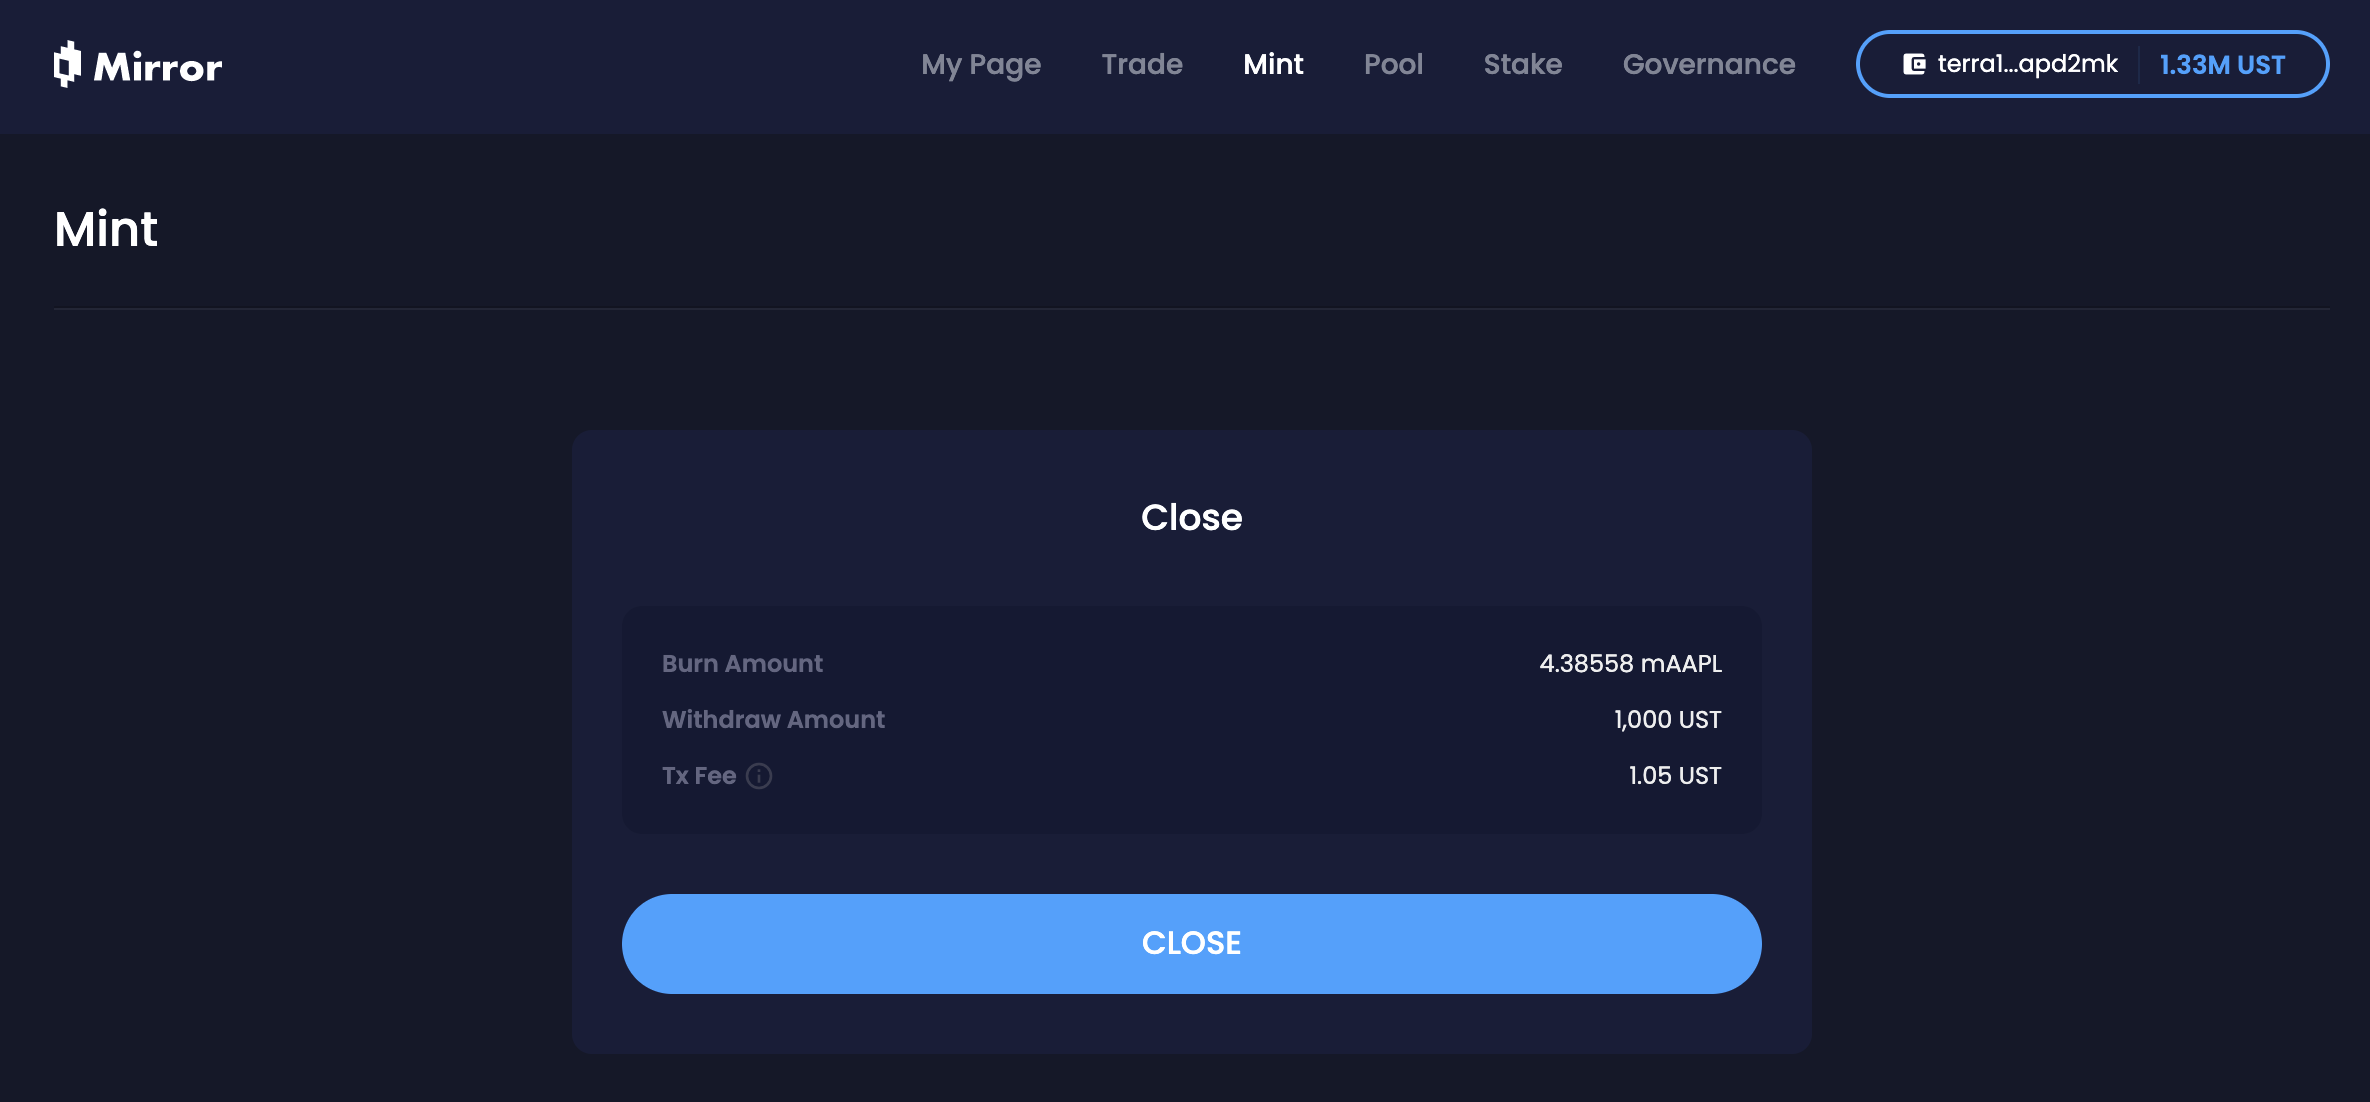 Mirror
My Page Trade Mint Pool Stake Governance terra1...apd2mk 1.33M UST
Mint
Close
Burn Amount 4.38558 mAAPL
Withdraw Amount 1,000 UST
Tx Fee 1.05 UST
CLOSE